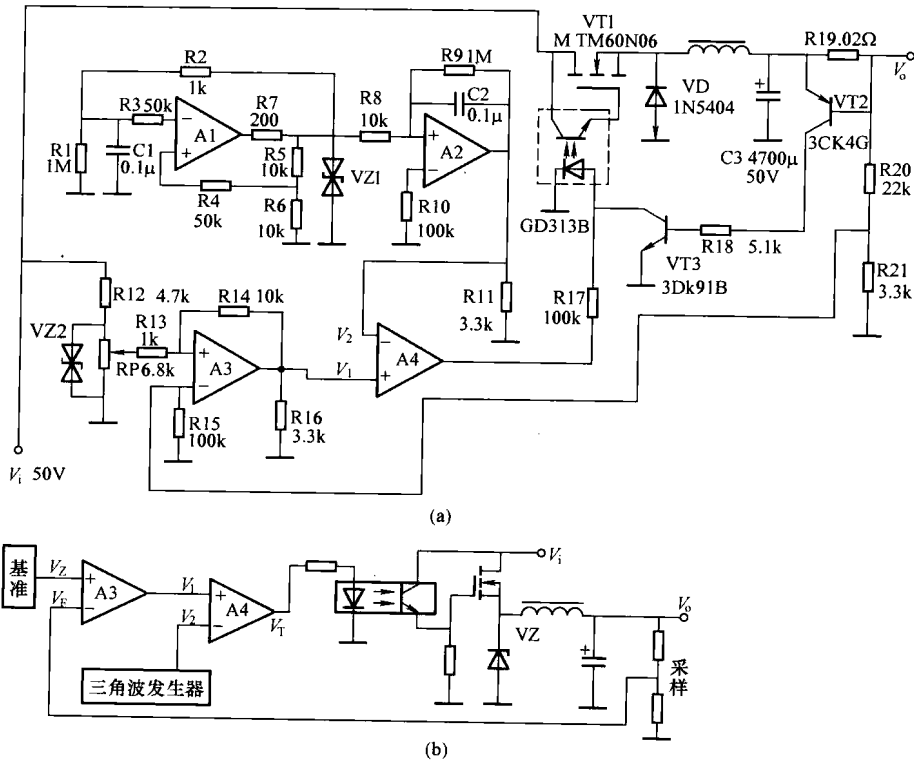 VT1
M TM60N06
R19.02Ω
Vo
R2
1k
R91M
C2
0.1μ
VD
1N5404
VT2
3CK4G
R350k
A1
R7
200
R8
10k
A2
R1
1M
C1
0.1μ
R5
10k
VZ1
C3 4700μ
50V
R4
50k
R6
10k
R10
100k
GD313B
R20
22k
VT3
3Dk91B
R18
5.1k
R12
4.7k
R14 10k
R11
3.3k
R17
100k
R21
3.3k
VZ2
R13
1k
RP6.8k
A3
V2
A4
V1
R15
100k
R16
3.3k
Vi 50V
(a)
基准
VZ
VF
A3
V1
V2
A4
VT
三角波发生器
Vi
VZ
Vo
采样
(b)